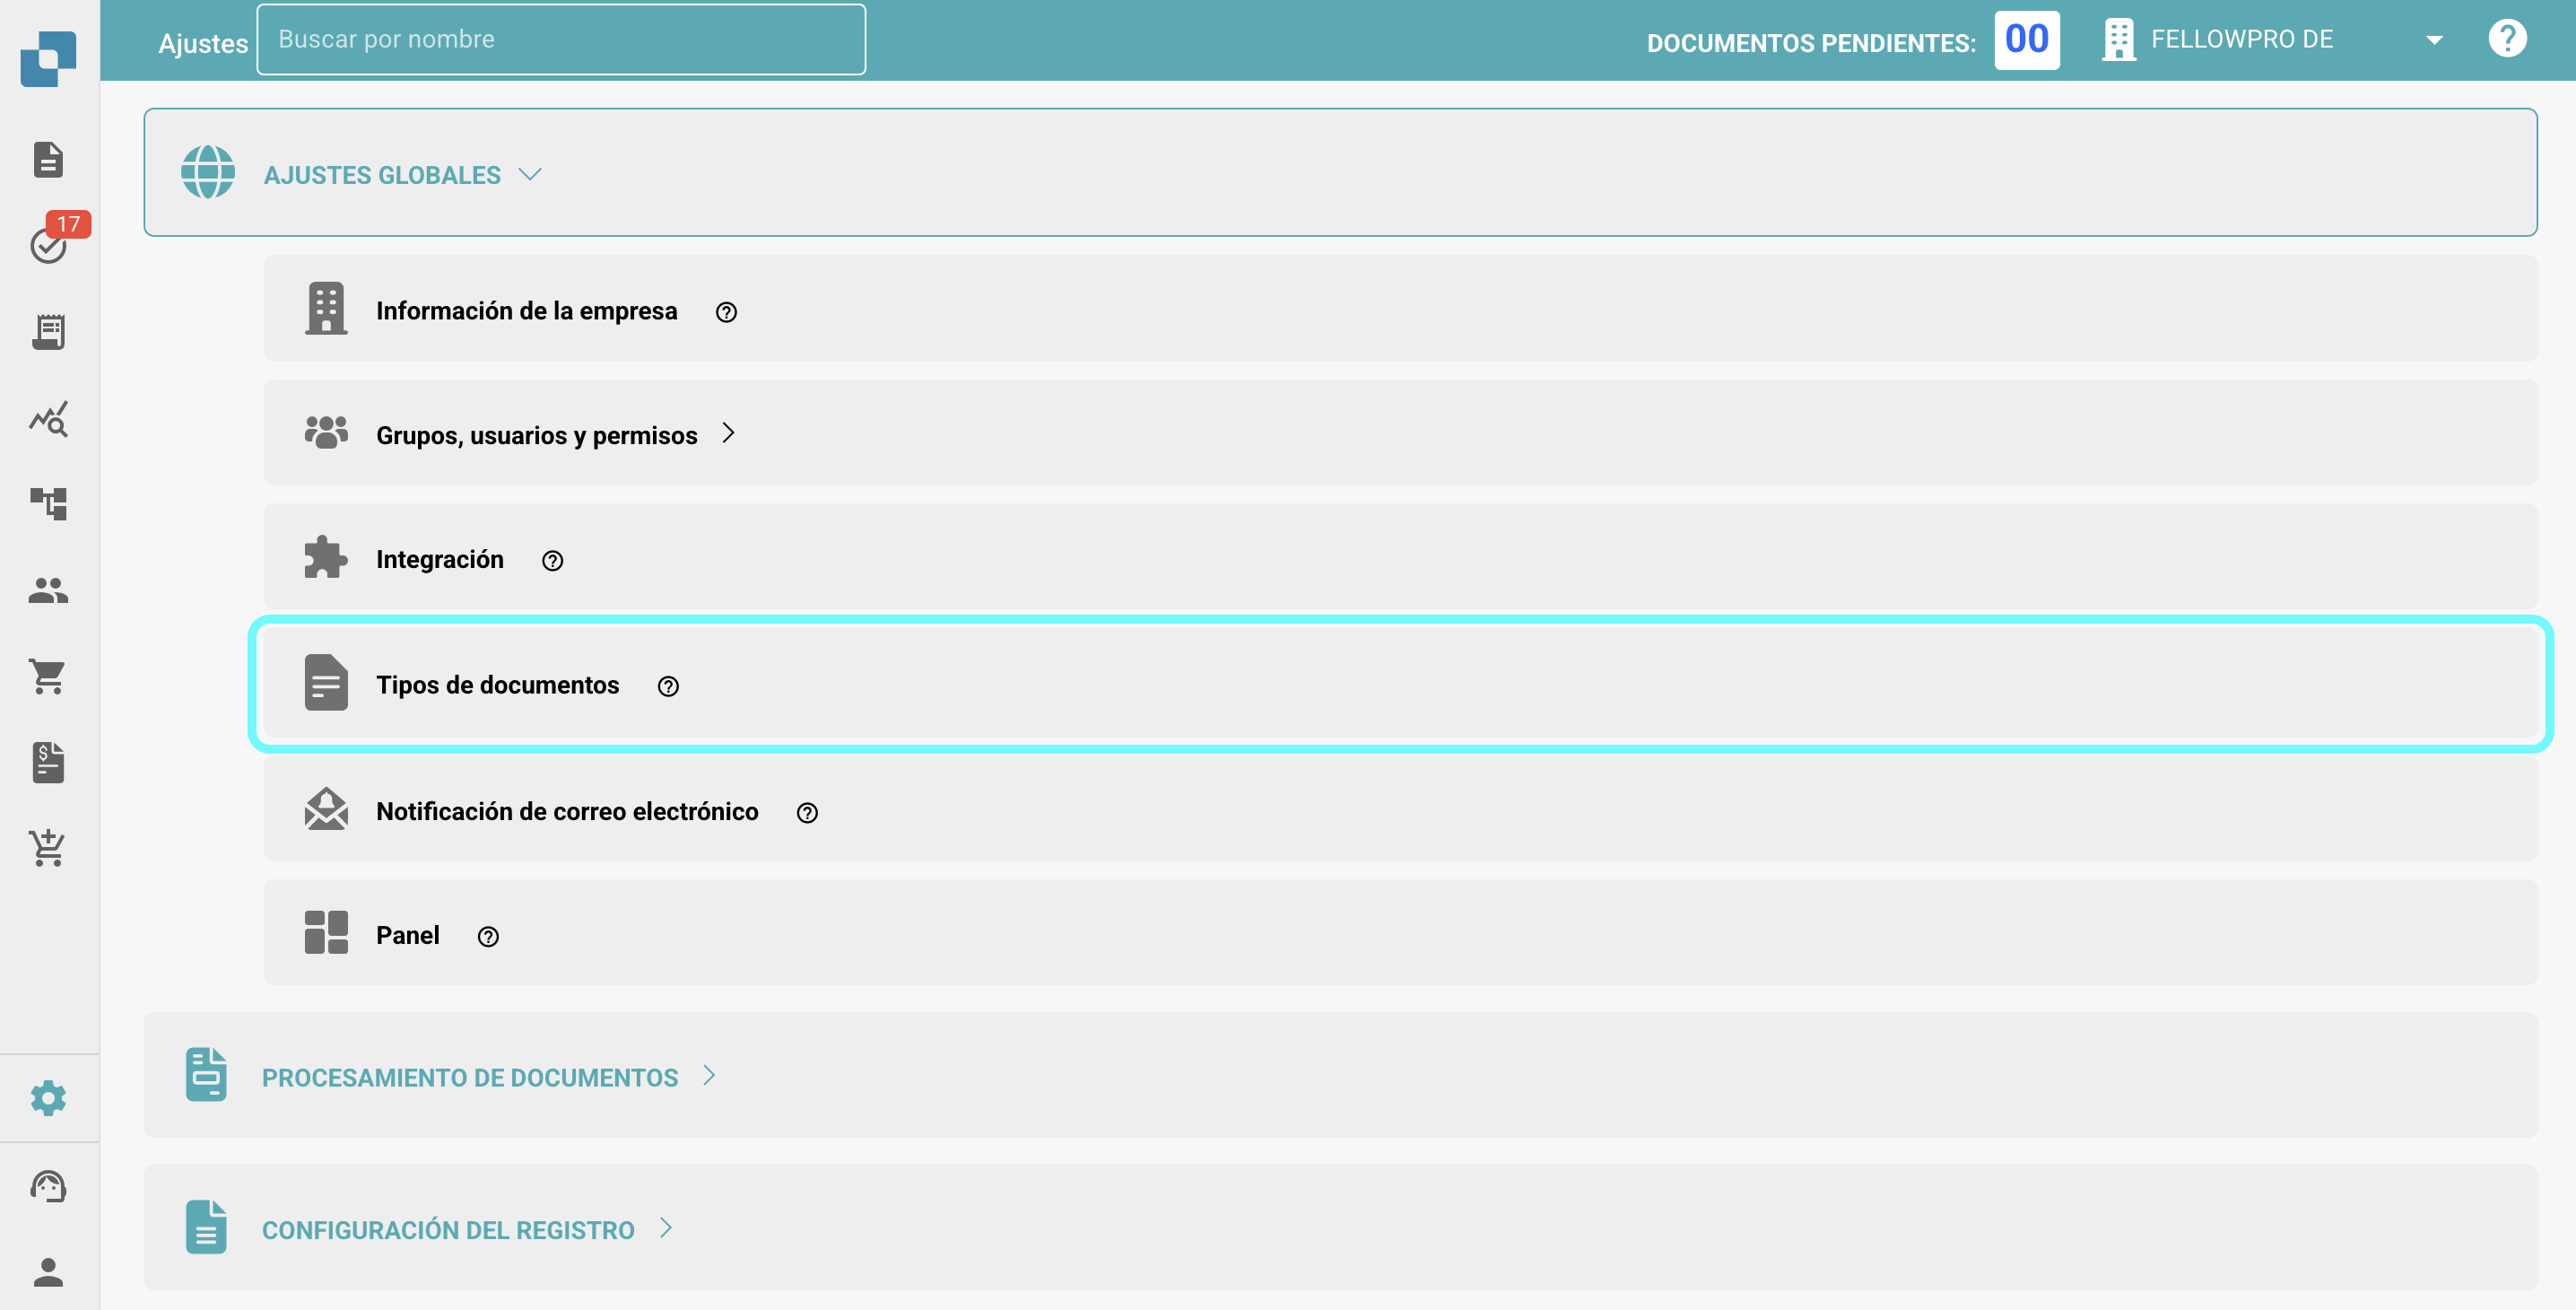 Ajustes
Buscar por nombre
DOCUMENTOS PENDIENTES:
00
FELLOWPRO DE
?
17
AJUSTES GLOBALES
Información de la empresa ?
Grupos, usuarios y permisos
Integración ?
Tipos de documentos ?
Notificación de correo electrónico ?
Panel ?
PROCESAMIENTO DE DOCUMENTOS
CONFIGURACIÓN DEL REGISTRO